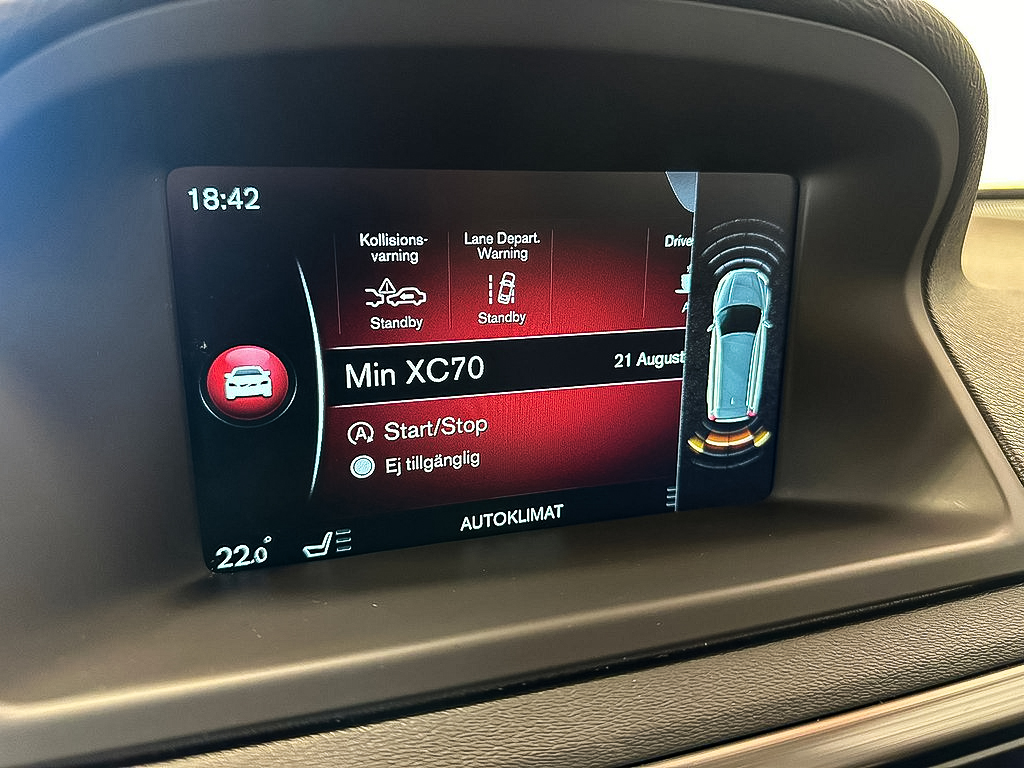 18:42
Kollisions-
varning
Standby
Lane Depart.
Warning
Standby
Drive
Min XC70
21 August
A Start/Stop
Ej tillgänglig
AUTOKLIMAT
22.0°